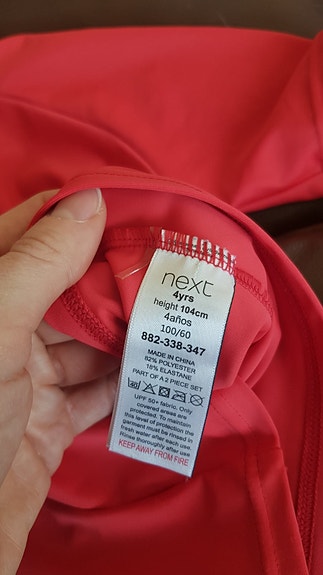 next
4yrs
height 104cm
4años
100/60
882-338-347
MADE IN CHINA
82% POLYESTER
18% ELASTANE
PART OF A 2 PIECE SET
UPF 50+ fabric. Only
covered areas are
protected. To maintain
this level of protection the
garment must be rinsed in
fresh water after each use.
Rinse thoroughly after use
KEEP AWAY FROM FIRE